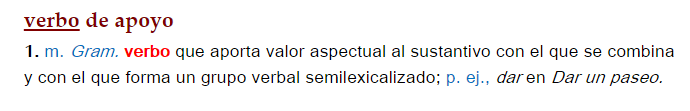 verbo de apoyo
1. m. Gram. verbo que aporta valor aspectual al sustantivo con el que se combina
y con el que forma un grupo verbal semilexicalizado; p. ej., dar en Dar un paseo.